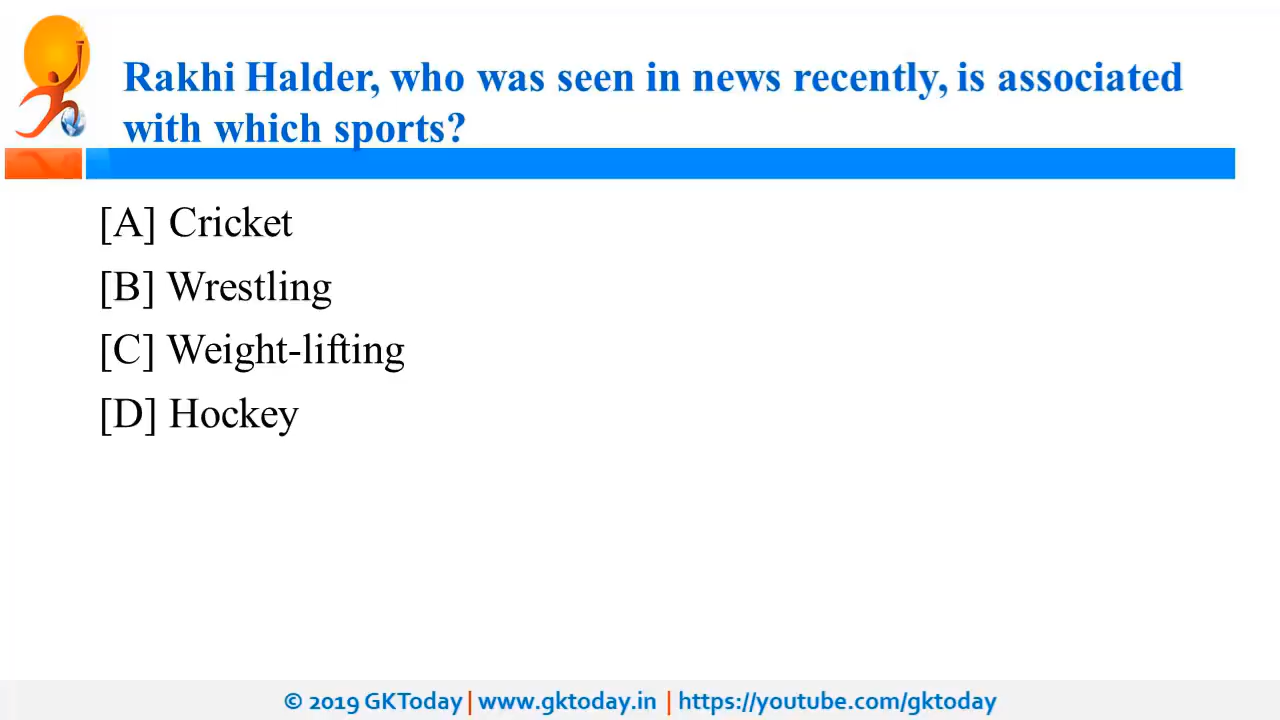 Rakhi Halder, who was seen in news recently, is associated
with which sports?
[A] Cricket
[B] Wrestling
[C] Weight-lifting
[D] Hockey
© 2019 GKToday | www.gktoday.in | https://youtube.com/gktoday